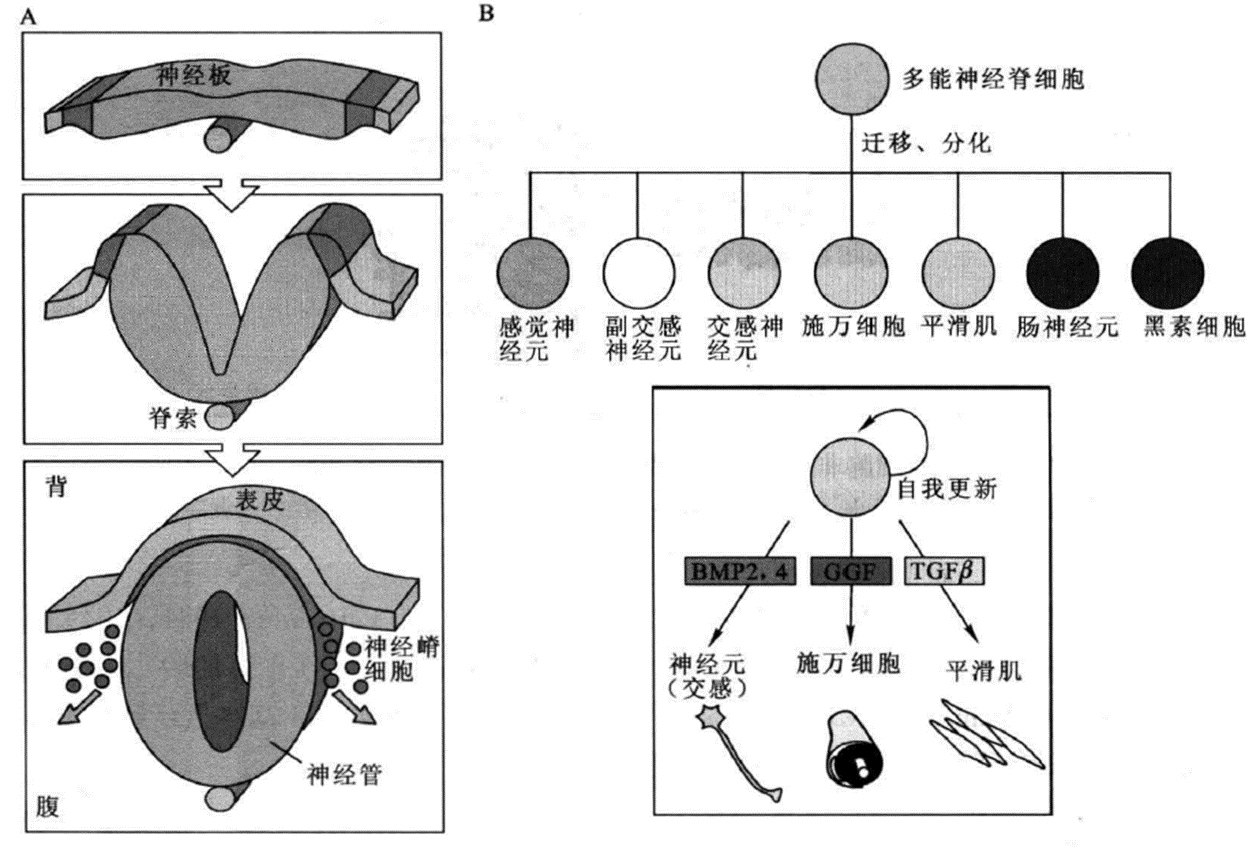 A
神经板
脊索
背
表皮
神经嵴
细胞
神经管
腹
B
多能神经脊细胞
迁移、分化
感觉神
经元
副交感
神经元
交感神
经元
施万细胞
平滑肌
肠神经元
黑素细胞
自我更新
BMP2，4
GGF
TGFβ
神经元
（交感）
施万细胞
平滑肌